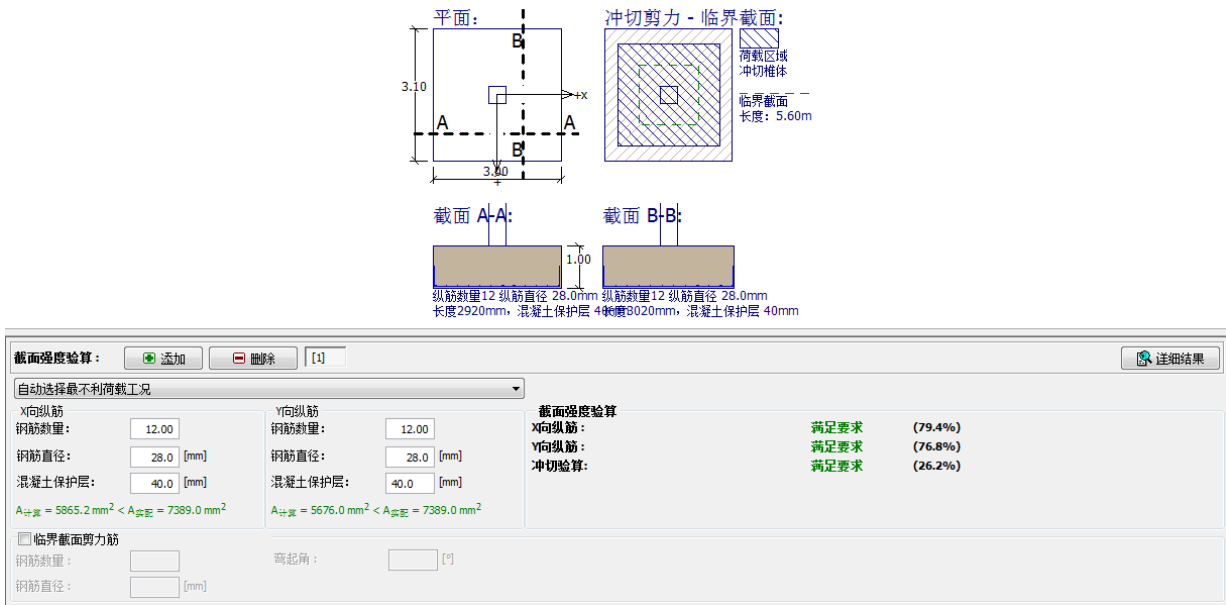 平面:
冲切剪力 - 临界截面:
B
荷载区域
冲切椎体
3.10
+x
临界截面
长度: 5.60m
A
A
B
3.00
+
截面 A-A:
截面 B-B:
1.00
纵筋数量12 纵筋直径 28.0mm
纵筋数量12 纵筋直径 28.0mm
长度2920mm, 混凝土保护层
3020mm, 混凝土保护层 40mm
截面强度验算:
添加
删除
[1]
详细结果
自动选择最不利荷载工况
X向纵筋
Y向纵筋
截面强度验算
钢筋数量: 12.00
钢筋数量: 12.00
X向纵筋: 满足要求 (79.4%)
Y向纵筋: 满足要求 (76.8%)
钢筋直径: 28.0 [mm]
钢筋直径: 28.0 [mm]
冲切验算: 满足要求 (26.2%)
混凝土保护层: 40.0 [mm]
混凝土保护层: 40.0 [mm]
A计算 = 5865.2 mm² < A实配 = 7389.0 mm²
A计算 = 5676.0 mm² < A实配 = 7389.0 mm²
临界截面剪力筋
钢筋数量:
弯起角: [°]
钢筋直径: [mm]